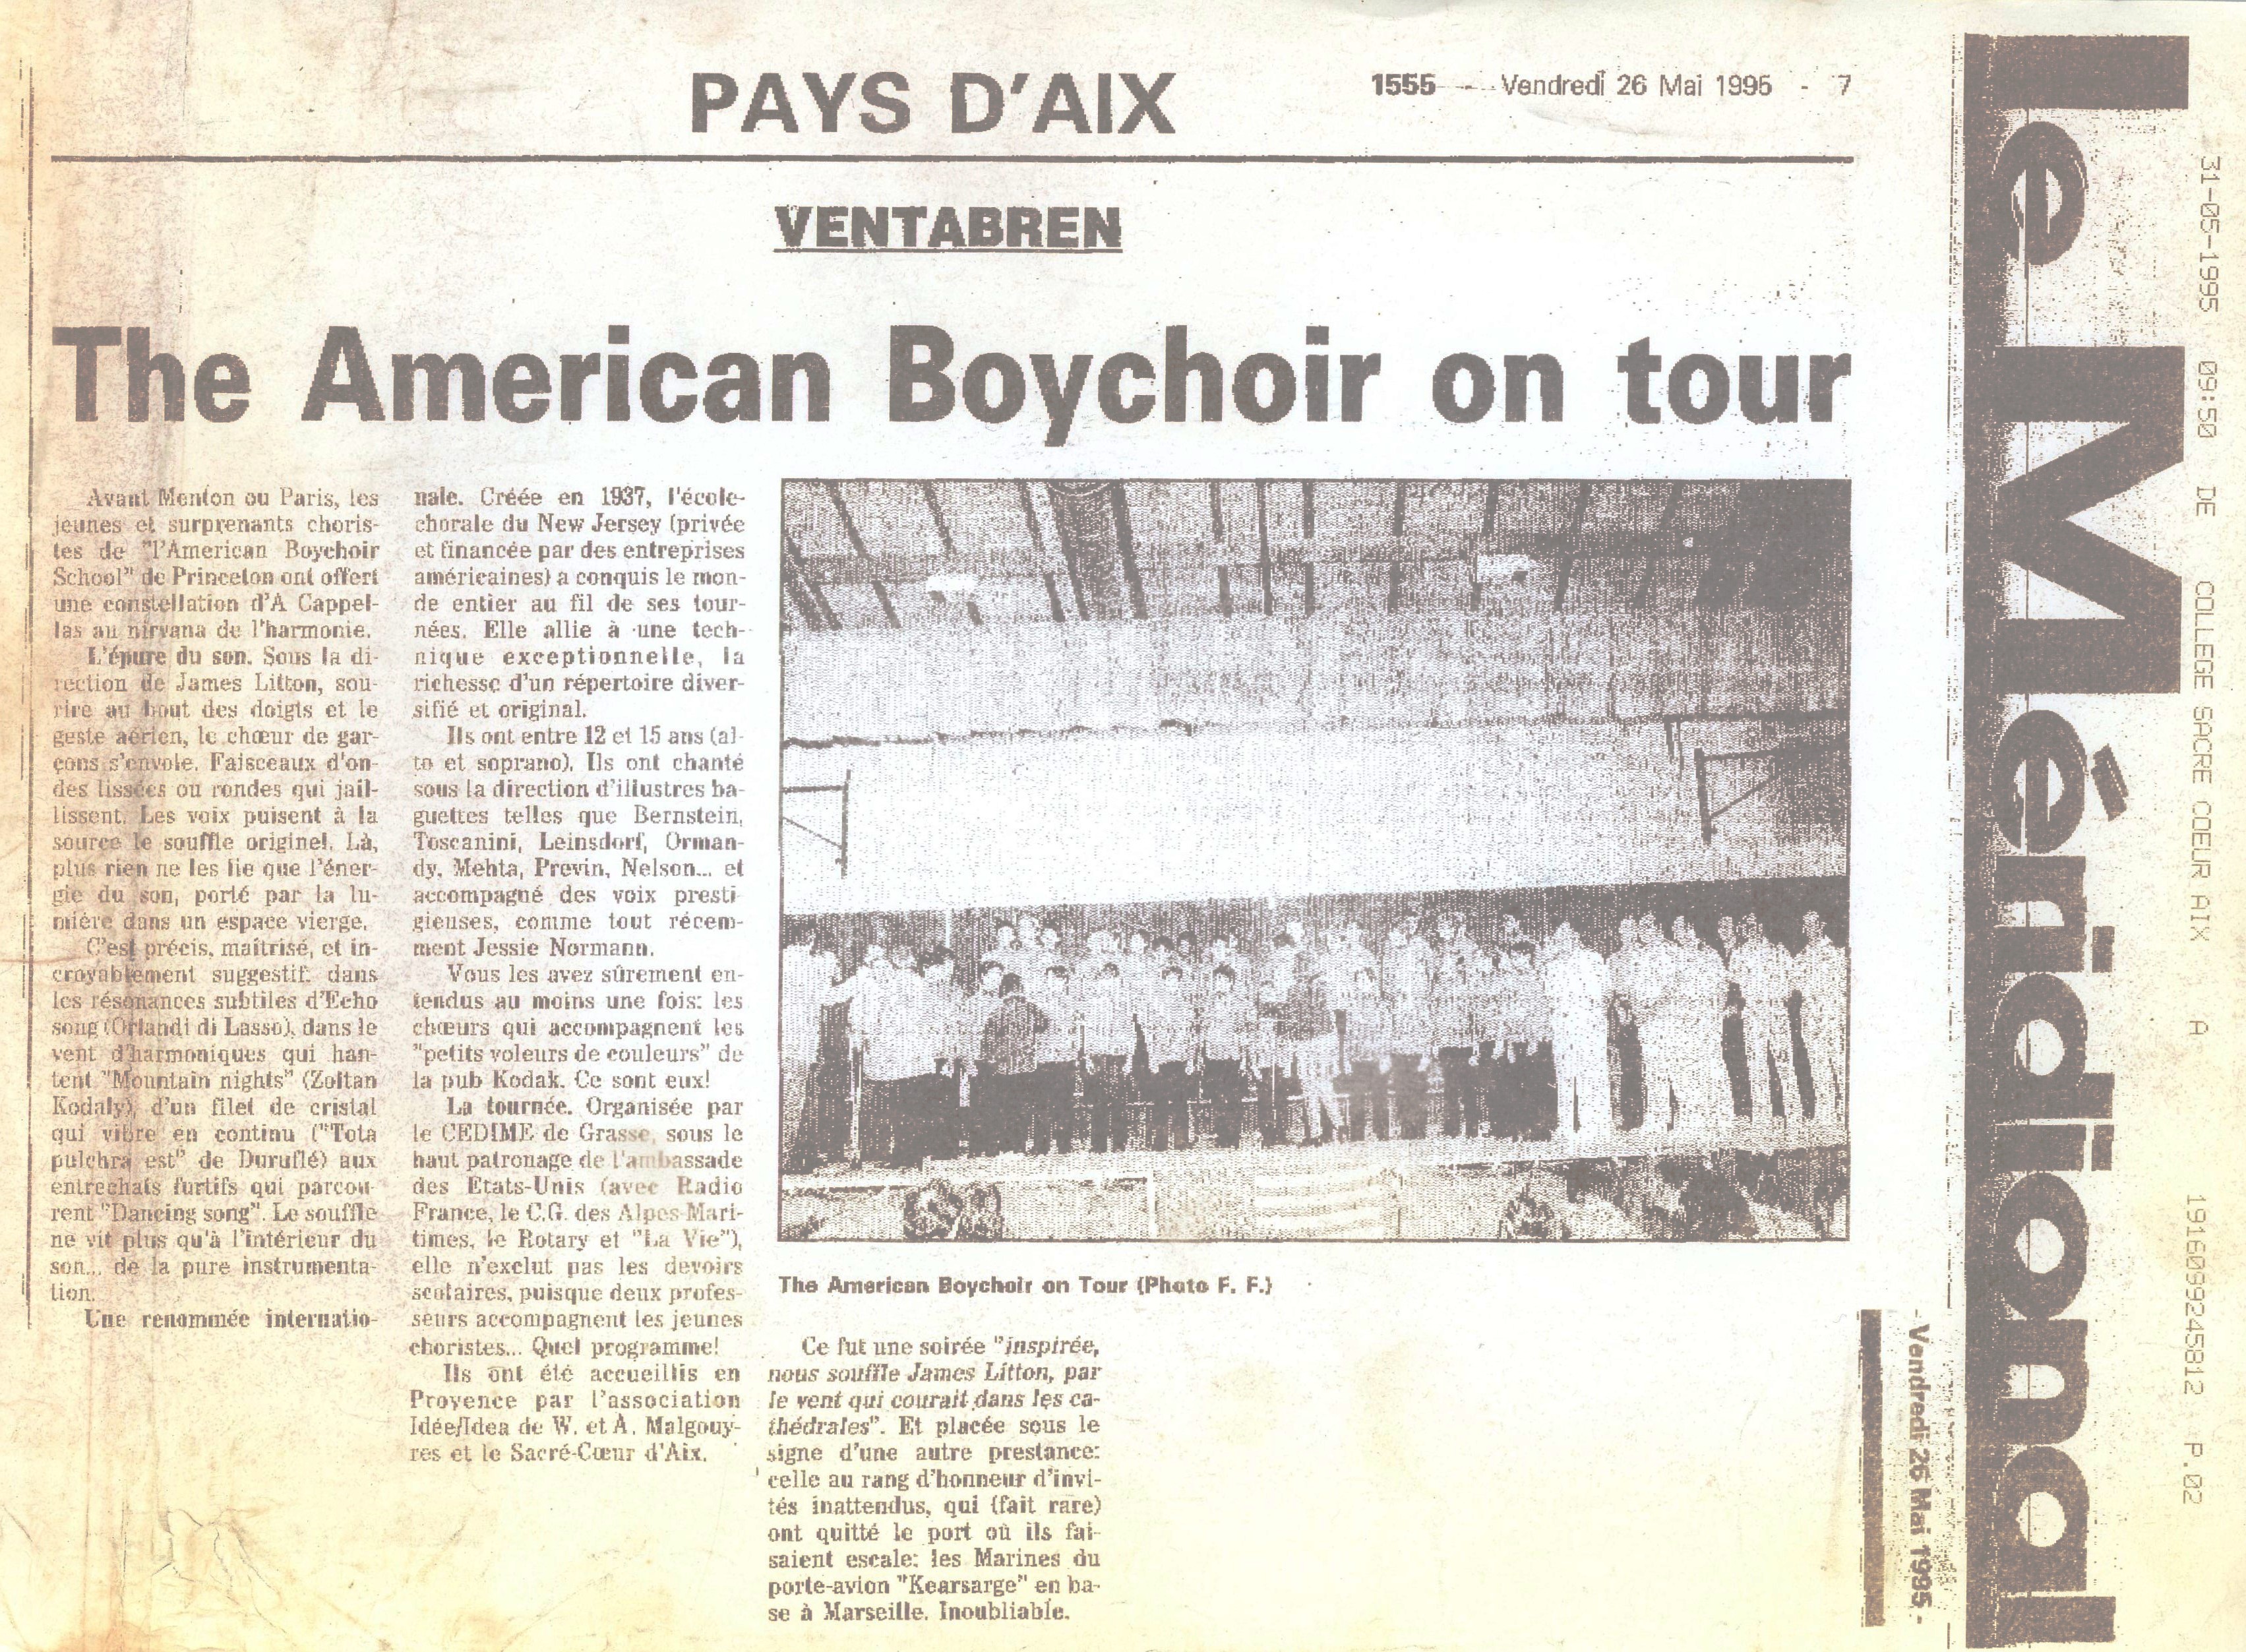 PAYS D'AIX
1555 - Vendredi 26 Mai 1995 - 7
VENTABREN
The American Boychoir on tour
Avant Menton ou Paris, les
jeunes et surprenants choris-
tes de "l'American Boychoir
School" de Princeton ont offert
une constellation d'A Cappel-
las au nirvana de l'harmonie.
L'épure du son. Sous la di-
rection de James Litton, sou-
rire au bout des doigts et le
geste aérien, le chœur de gar-
çons s'envole. Faisceaux d'on-
des lissées ou rondes qui jail-
lissent. Les voix puisent à la
source le souffle originel. Là,
plus rien ne les lie que l'éner-
gie du son, porté par la lu-
mière dans un espace vierge.
C'est précis, maîtrisé, et in-
croyablement suggestif: dans
les résonances subtiles d'Echo
song (Orlandi di Lasso), dans le
vent d'harmoniques qui han-
tent "Mountain nights" (Zoltan
Kodaly), d'un filet de cristal
qui vibre en continu ("Tota
pulchra est" de Duruflé) aux
entrechats furtifs qui parcou-
rent "Dancing song". Le souffle
ne vit plus qu'à l'intérieur du
son... de la pure instrumenta-
tion.
Une renommée internatio-
nale. Créée en 1937, l'école-
chorale du New Jersey (privée
et financée par des entreprises
américaines) a conquis le mon-
de entier au fil de ses tour-
nées. Elle allie à une tech-
nique exceptionnelle, la
richesse d'un répertoire diver-
sifié et original.
Ils ont entre 12 et 15 ans (al-
to et soprano). Ils ont chanté
sous la direction d'illustres ba-
guettes telles que Bernstein,
Toscanini, Leinsdorf, Orman-
dy, Mehta, Previn, Nelson... et
accompagné des voix presti-
gieuses, comme tout récem-
ment Jessie Normann.
Vous les avez sûrement en-
tendus au moins une fois: les
chœurs qui accompagnent les
"petits voleurs de couleurs" de
la pub Kodak. Ce sont eux!
La tournée. Organisée par
le CEDIME de Grasse, sous le
haut patronage de l'ambassade
des Etats-Unis (avec Radio
France, le C.G. des Alpes-Mari-
times, le Rotary et "La Vie"),
elle n'exclut pas les devoirs
scolaires, puisque deux profes-
seurs accompagnent les jeunes
choristes... Quel programme!
Ils ont été accueillis en
Provence par l'association
Idée/Idea de W. et A. Malgouy-
res et le Sacré-Cœur d'Aix.
The American Boychoir on Tour (Photo F. F.)
Ce fut une soirée "inspirée,
nous souffle James Litton, par
le vent qui courait dans les ca-
thédrales". Et placée sous le
signe d'une autre prestance:
celle au rang d'honneur d'invi-
tés inattendus, qui (fait rare)
ont quitté le port où ils fai-
saient escale: les Marines du
porte-avion "Kearsarge" en ba-
se à Marseille. Inoubliable.
- Vendredi 26 Mai 1995 -
Le Méridional
31-05-1995 09:50 DE COLLEGE SACRE COEUR AIX A 1916099245812 P.02